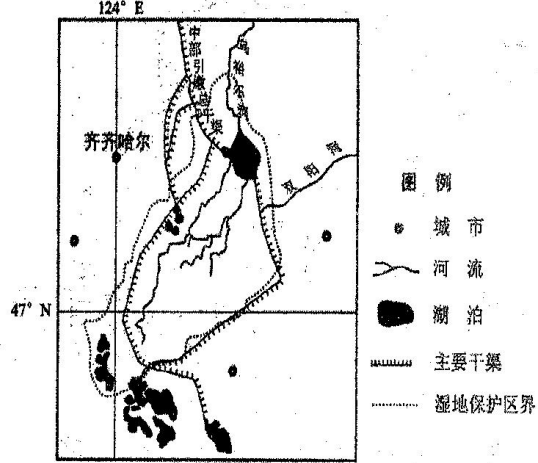 124° E
中部引嫩总干渠
乌裕尔河
齐齐哈尔
双阳河
47° N
图例
城市
河流
湖泊
主要干渠
湿地保护区界